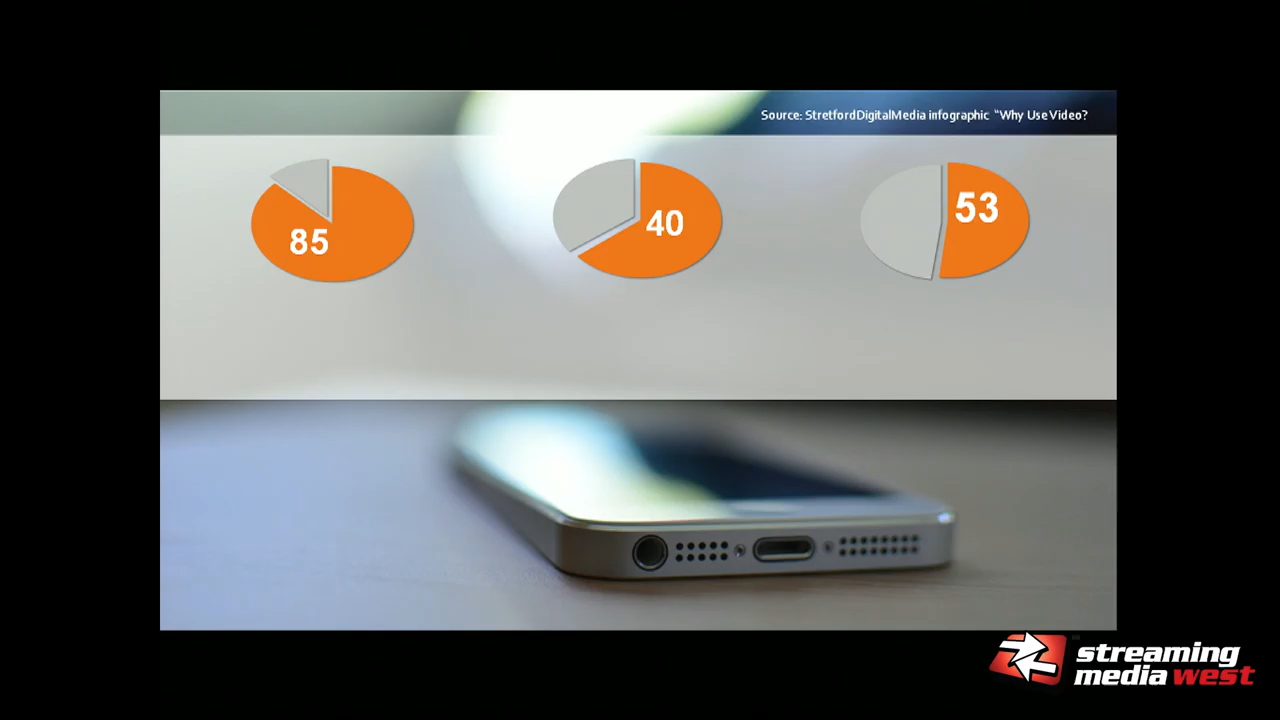 Source: StretfordDigitalMedia infographic “Why Use Video?
85
40
53
streaming
media west